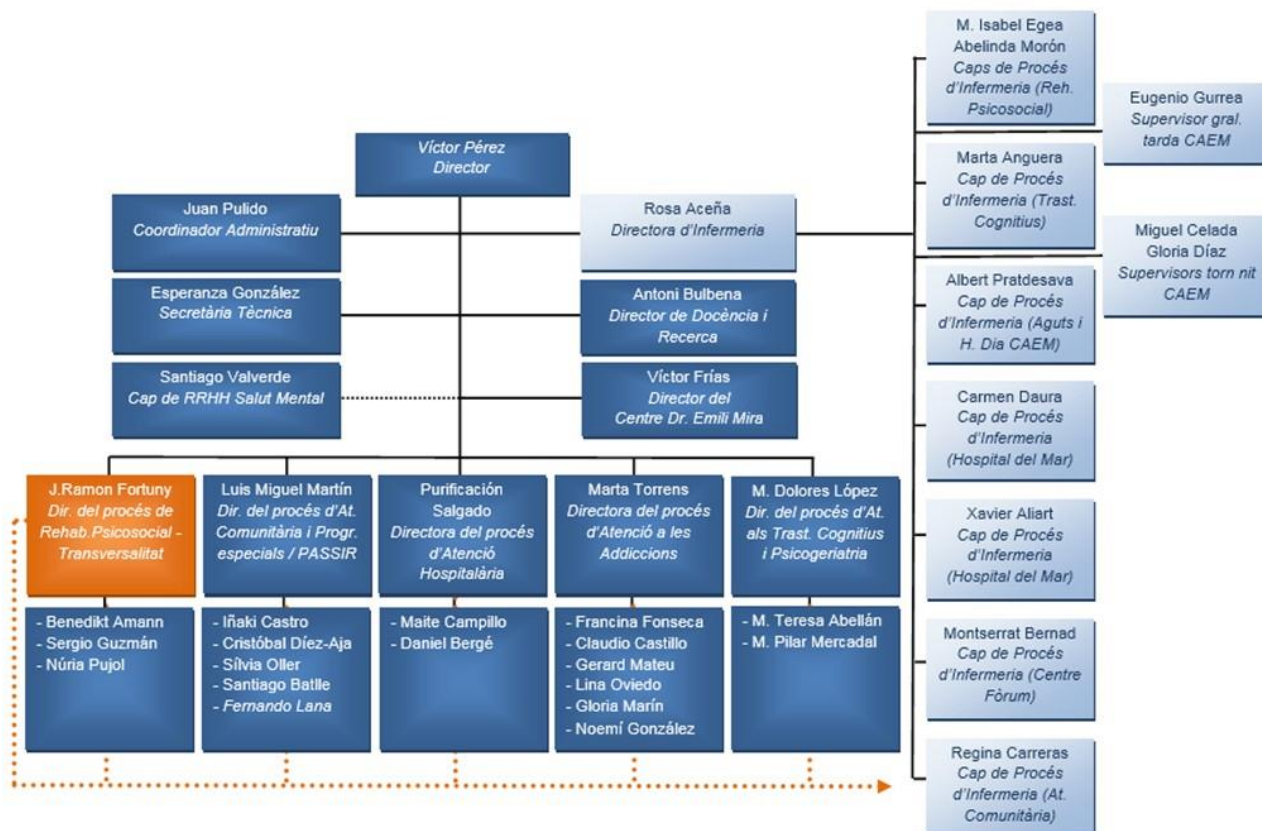 Víctor Pérez
Director
Juan Pulido
Coordinador Administratiu
Rosa Aceña
Directora d'Infermeria
Esperanza González
Secretària Tècnica
Antoni Bulbena
Director de Docència i
Recerca
Santiago Valverde
Cap de RRHH Salut Mental
Víctor Frías
Director del
Centre Dr. Emili Mira
J.Ramon Fortuny
Dir. del procés de
Rehab.Psicosocial -
Transversalitat
Luis Miguel Martín
Dir. del procés d'At.
Comunitària i Progr.
especials / PASSIR
Purificación
Salgado
Directora del procés
d'Atenció
Hospitalària
Marta Torrens
Directora del procés
d'Atenció a les
Addiccions
M. Dolores López
Dir. del procés d'At.
als Trast. Cognitius
i Psicogeriatria
- Benedikt Amann
- Sergio Guzmán
- Núria Pujol
- Iñaki Castro
- Cristóbal Díez-Aja
- Sílvia Oller
- Santiago Batlle
- Fernando Lana
- Maite Campillo
- Daniel Bergé
- Francina Fonseca
- Claudio Castillo
- Gerard Mateu
- Lina Oviedo
- Gloria Marín
- Noemí González
- M. Teresa Abellán
- M. Pilar Mercadal
M. Isabel Egea
Abelinda Morón
Caps de Procés
d'Infermeria (Reh.
Psicosocial)
Eugenio Gurrea
Supervisor gral.
tarda CAEM
Marta Anguera
Cap de Procés
d'Infermeria (Trast.
Cognitius)
Miguel Celada
Gloria Díaz
Supervisors torn nit
CAEM
Albert Pratdesava
Cap de Procés
d'Infermeria (Aguts i
H. Dia CAEM)
Carmen Daura
Cap de Procés
d'Infermeria
(Hospital del Mar)
Xavier Aliart
Cap de Procés
d'Infermeria
(Hospital del Mar)
Montserrat Bernad
Cap de Procés
d'Infermeria (Centre
Fòrum)
Regina Carreras
Cap de Procés
d'Infermeria (At.
Comunitària)